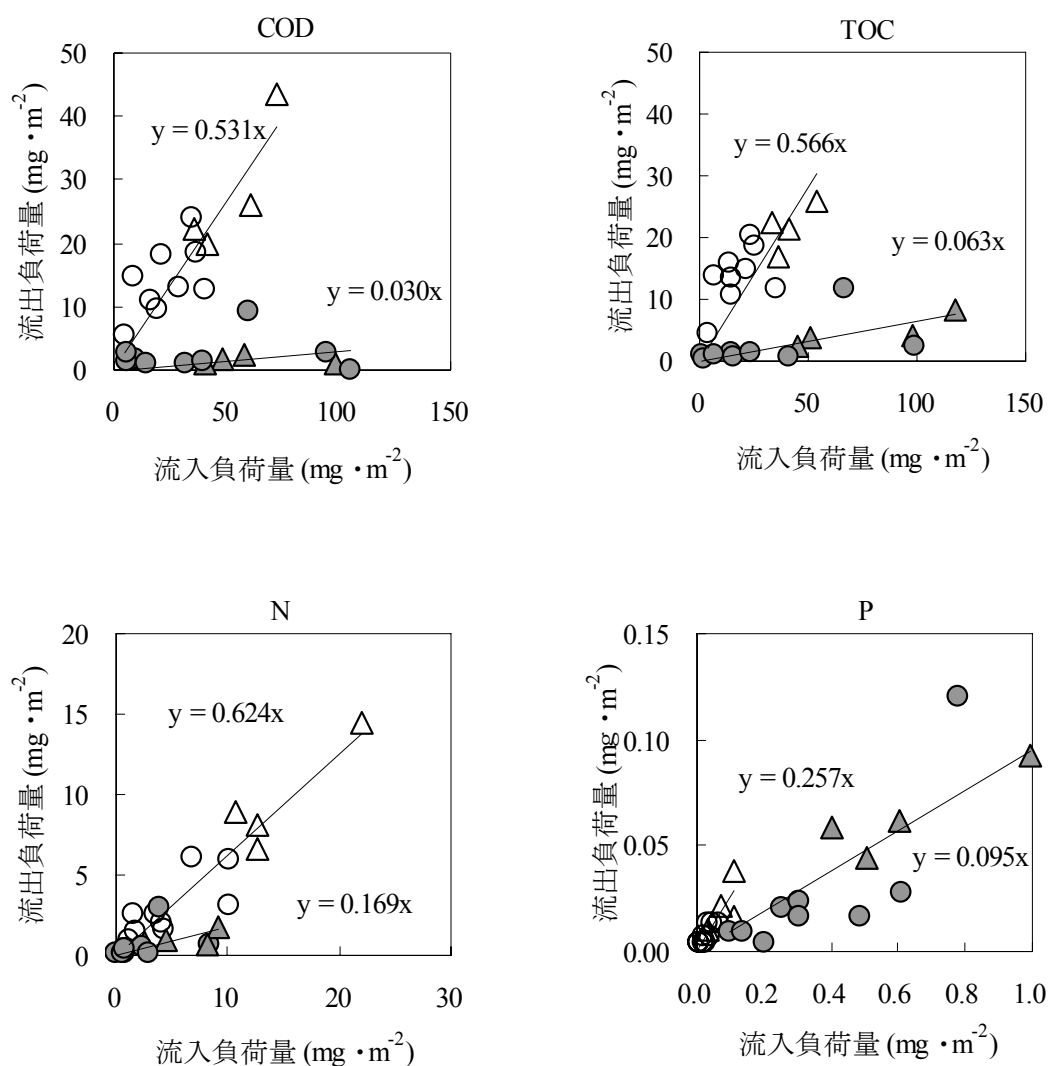 COD
50
40
30
20
10
0
y = 0.531x
y = 0.030x
0 50 100 150
流出負荷量 (mg・m-2)
流入負荷量 (mg・m-2)
TOC
50
40
30
20
10
0
y = 0.566x
y = 0.063x
0 50 100 150
流出負荷量 (mg・m-2)
流入負荷量 (mg・m-2)
N
20
15
10
5
0
y = 0.624x
y = 0.169x
0 10 20 30
流出負荷量 (mg・m-2)
流入負荷量 (mg・m-2)
P
0.15
0.10
0.05
0.00
y = 0.257x
y = 0.095x
0.0 0.2 0.4 0.6 0.8 1.0
流出負荷量 (mg・m-2)
流入負荷量 (mg・m-2)